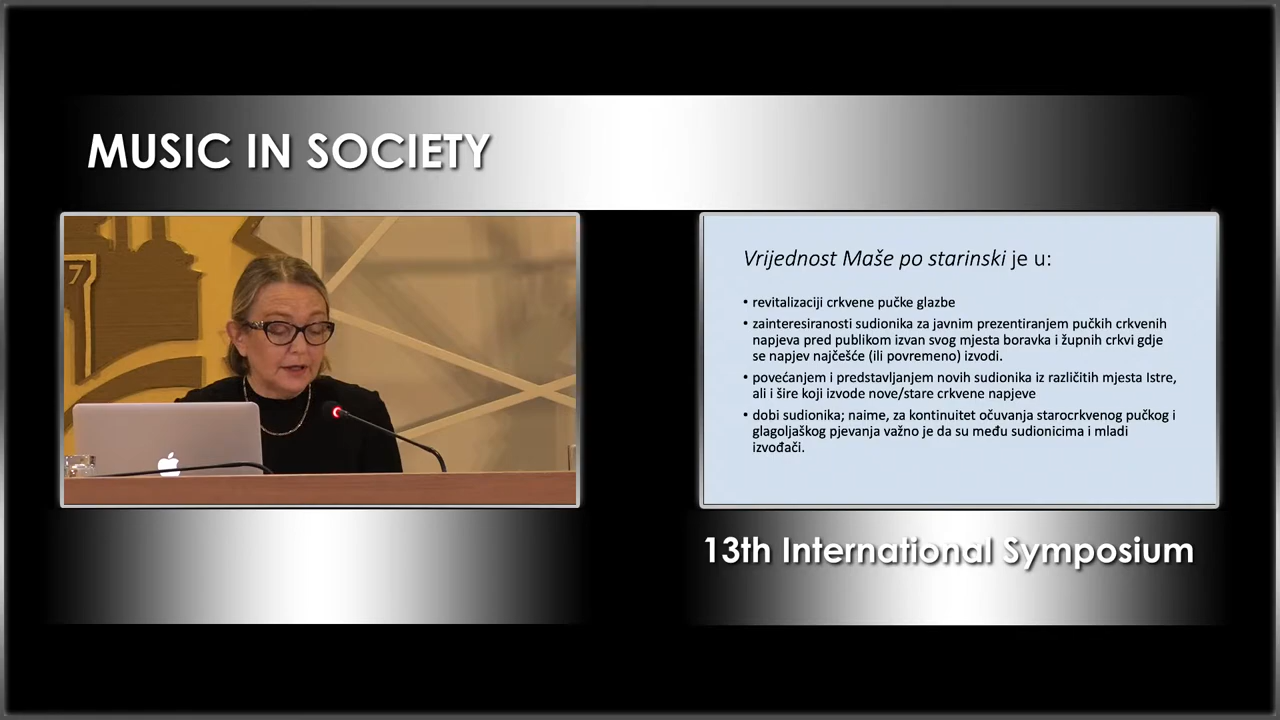 MUSIC IN SOCIETY
7
Vrijednost Maše po starinski je u:
• revitalizaciji crkvene pučke glazbe
• zainteresiranosti sudionika za javnim prezentiranjem pučkih crkvenih
napjeva pred publikom izvan svog mjesta boravka i župnih crkvi gdje
se napjev najčešće (ili povremeno) izvodi.
• povećanjem i predstavljanjem novih sudionika iz različitih mjesta Istre,
ali i šire koji izvode nove/stare crkvene napjeve
• dobi sudionika; naime, za kontinuitet očuvanja starocrkvenog pučkog i
glagoljaškog pjevanja važno je da su među sudionicima i mladi
izvođači.
13th International Symposium